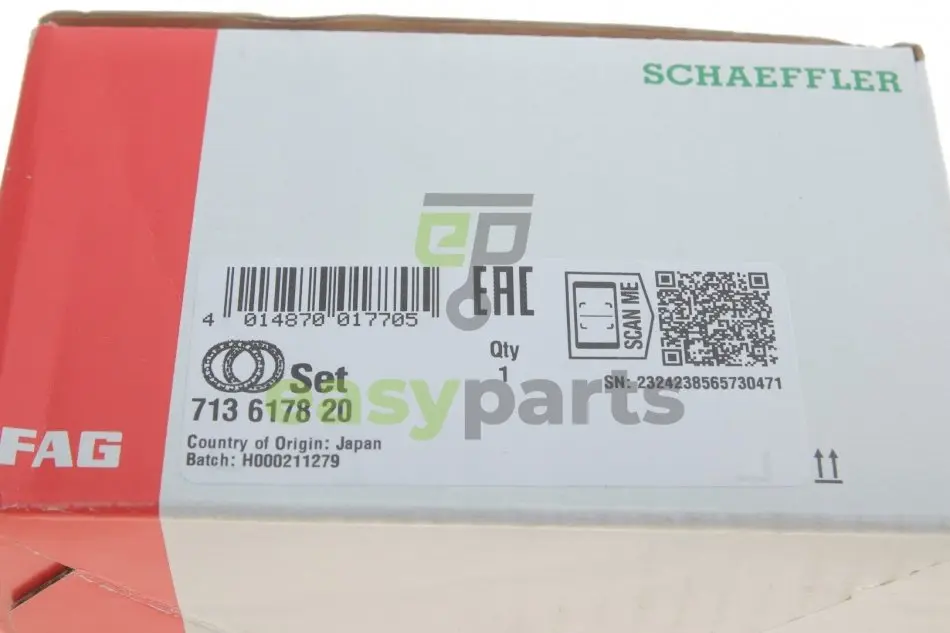 SCHAEFFLER
ep
EAC
SCAN ME
4 014870 017705
Qty
1
SN: 2324238565730471
Set
713 6178 20
easyparts
Country of Origin: Japan
Batch: H000211279
FAG